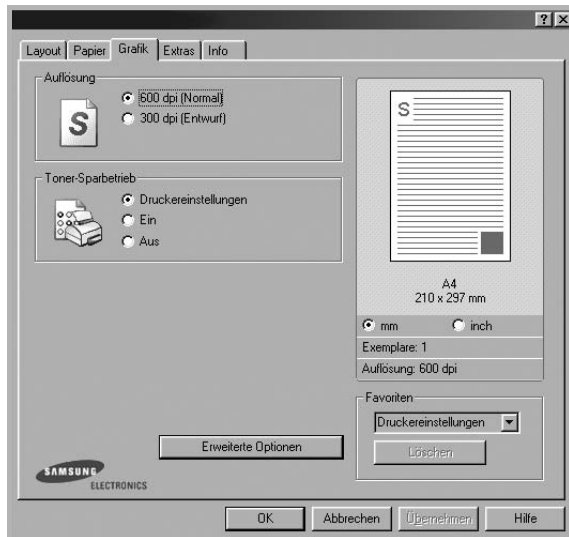 Layout Papier Grafik Extras Info
Auflösung
S
600 dpi (Normal)
300 dpi (Entwurf)
Toner-Sparbetrieb
Druckereinstellungen
Ein
Aus
S
A4
210 x 297 mm
mm inch
Exemplare: 1
Auflösung: 600 dpi
Favoriten
Druckereinstellungen
Löschen
Erweiterte Optionen
SAMSUNG
ELECTRONICS
OK Abbrechen Übernehmen Hilfe